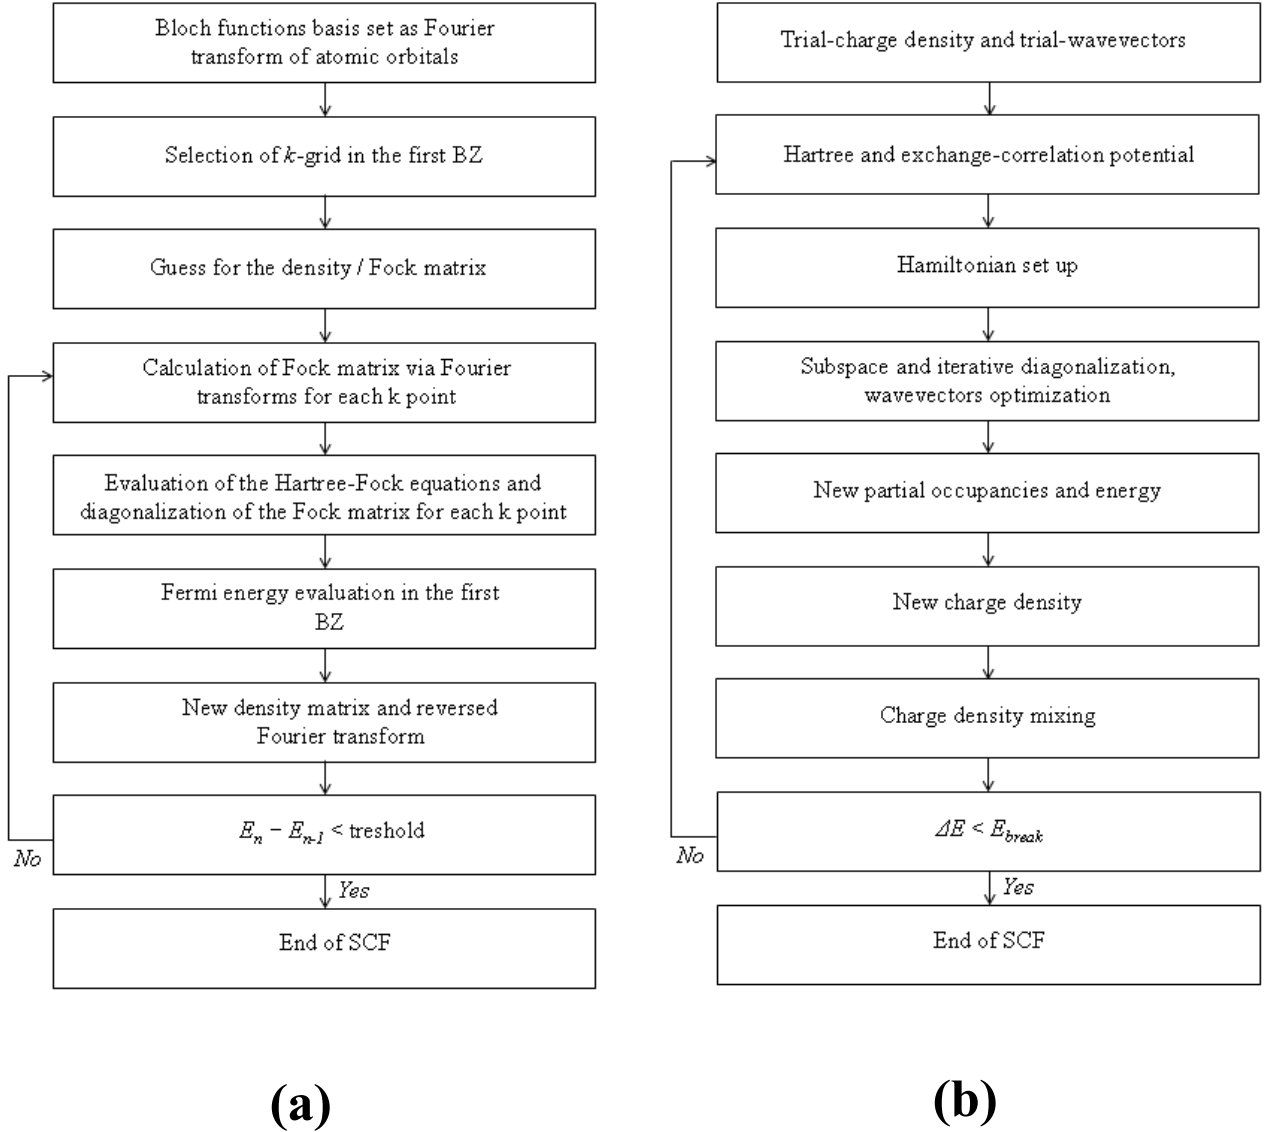 Bloch functions basis set as Fourier
transform of atomic orbitals
Selection of k-grid in the first BZ
Guess for the density / Fock matrix
Calculation of Fock matrix via Fourier
transforms for each k point
Evaluation of the Hartree-Fock equations and
diagonalization of the Fock matrix for each k point
Fermi energy evaluation in the first
BZ
New density matrix and reversed
Fourier transform
En − En-1 < treshold
No
Yes
End of SCF
(a)
Trial-charge density and trial-wavevectors
Hartree and exchange-correlation potential
Hamiltonian set up
Subspace and iterative diagonalization,
wavevectors optimization
New partial occupancies and energy
New charge density
Charge density mixing
ΔE < Ebreak
No
Yes
End of SCF
(b)